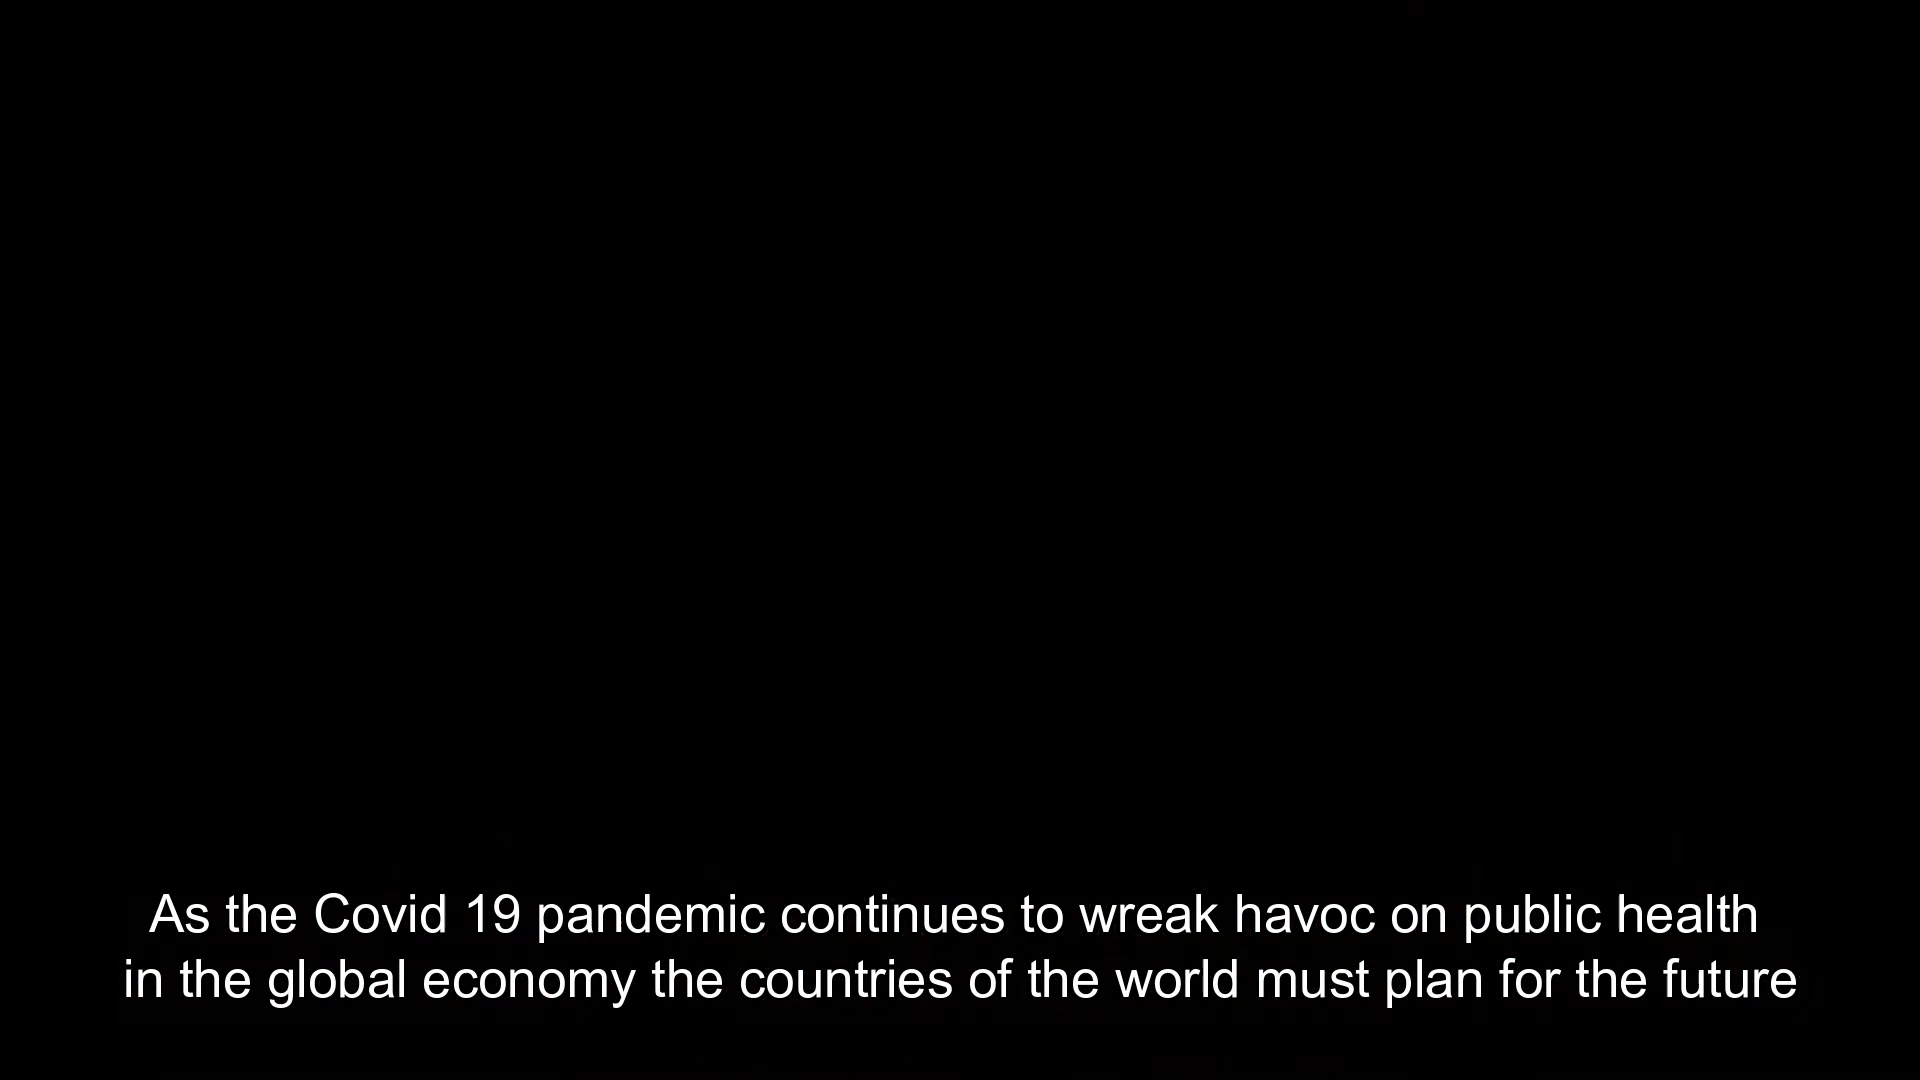 As the Covid 19 pandemic continues to wreak havoc on public health
in the global economy the countries of the world must plan for the future